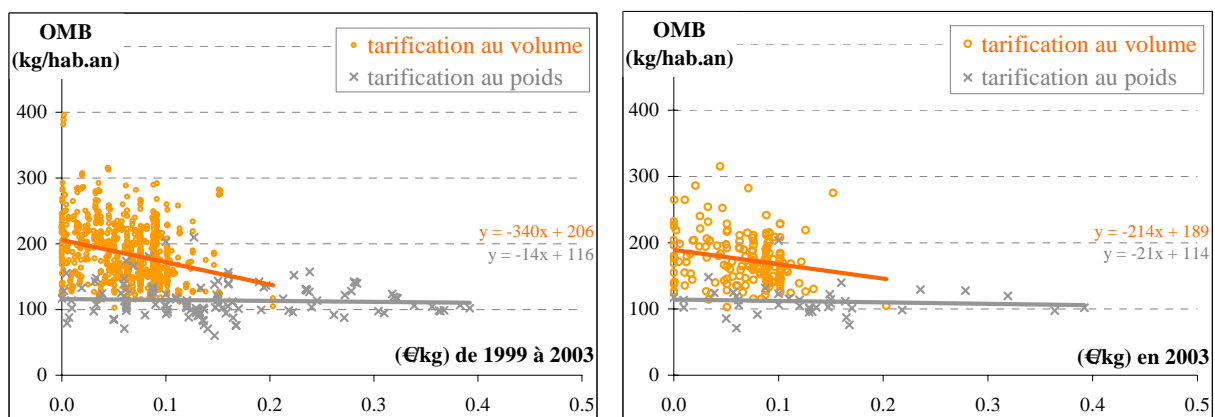 OMB
(kg/hab.an)
tarification au volume
tarification au poids
400
300
200
100
0
y = -340x + 206
y = -14x + 116
(€/kg) de 1999 à 2003
0.0 0.1 0.2 0.3 0.4 0.5
OMB
(kg/hab.an)
tarification au volume
tarification au poids
400
300
200
100
0
y = -214x + 189
y = -21x + 114
(€/kg) en 2003
0.0 0.1 0.2 0.3 0.4 0.5